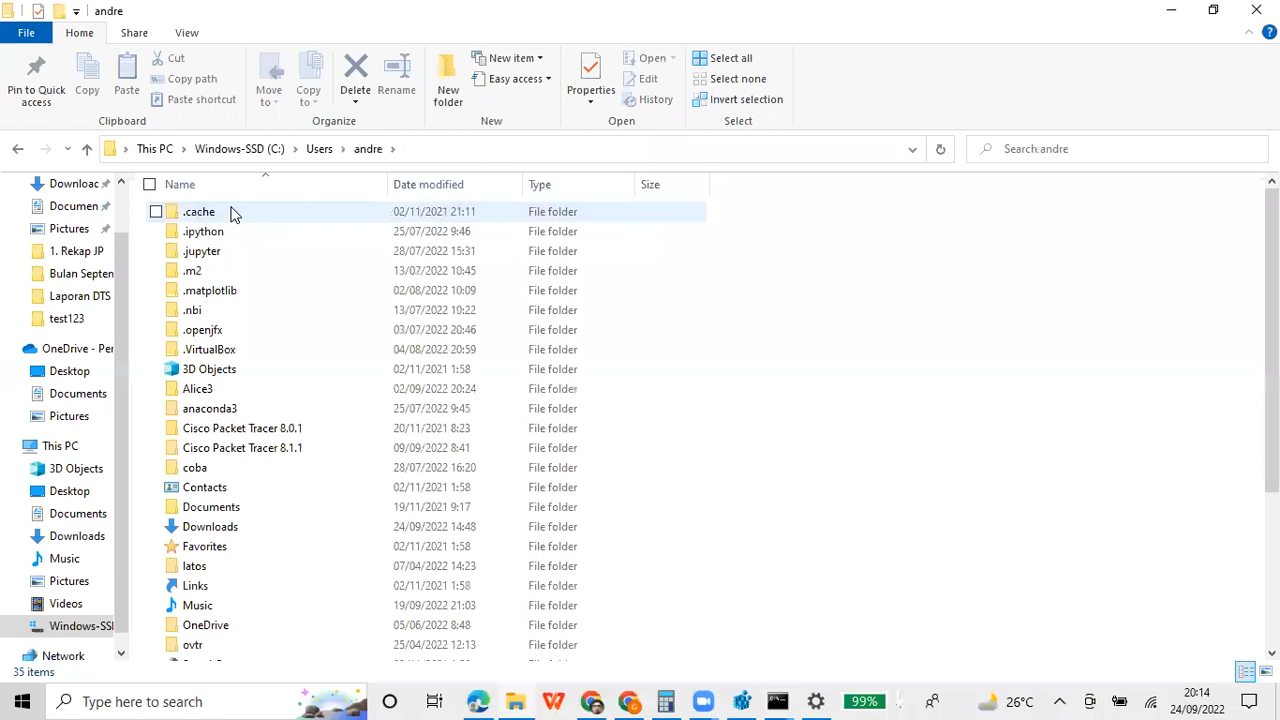 andre
File Home Share View
Pin to Quick access
Copy
Paste
Cut
Copy path
Paste shortcut
Clipboard
Move to
Copy to
Delete
Rename
Organize
New folder
New item
Easy access
New
Properties
Open
Edit
History
Open
Select all
Select none
Invert selection
Select
This PC > Windows-SSD (C:) > Users > andre >
Search andre
Downloac
Documen
Pictures
1. Rekap JP
Bulan Septen
Laporan DTS
test123
OneDrive - Per
Desktop
Documents
Pictures
This PC
3D Objects
Desktop
Documents
Downloads
Music
Pictures
Videos
Windows-SSI
Network
Name Date modified Type Size
.cache 02/11/2021 21:11 File folder
.ipython 25/07/2022 9:46 File folder
.jupyter 28/07/2022 15:31 File folder
.m2 13/07/2022 10:45 File folder
.matplotlib 02/08/2022 10:09 File folder
.nbi 13/07/2022 10:22 File folder
.openjfx 03/07/2022 20:46 File folder
.VirtualBox 04/08/2022 20:59 File folder
3D Objects 02/11/2021 1:58 File folder
Alice3 02/09/2022 20:24 File folder
anaconda3 25/07/2022 9:45 File folder
Cisco Packet Tracer 8.0.1 20/11/2021 8:23 File folder
Cisco Packet Tracer 8.1.1 09/09/2022 8:41 File folder
coba 28/07/2022 16:20 File folder
Contacts 02/11/2021 1:58 File folder
Documents 19/11/2021 9:17 File folder
Downloads 24/09/2022 14:48 File folder
Favorites 02/11/2021 1:58 File folder
latos 07/04/2022 14:23 File folder
Links 02/11/2021 1:58 File folder
Music 19/09/2022 21:03 File folder
OneDrive 05/06/2022 8:48 File folder
ovtr 25/04/2022 12:13 File folder
35 items
Type here to search
99%
26°C
20:14
24/09/2022